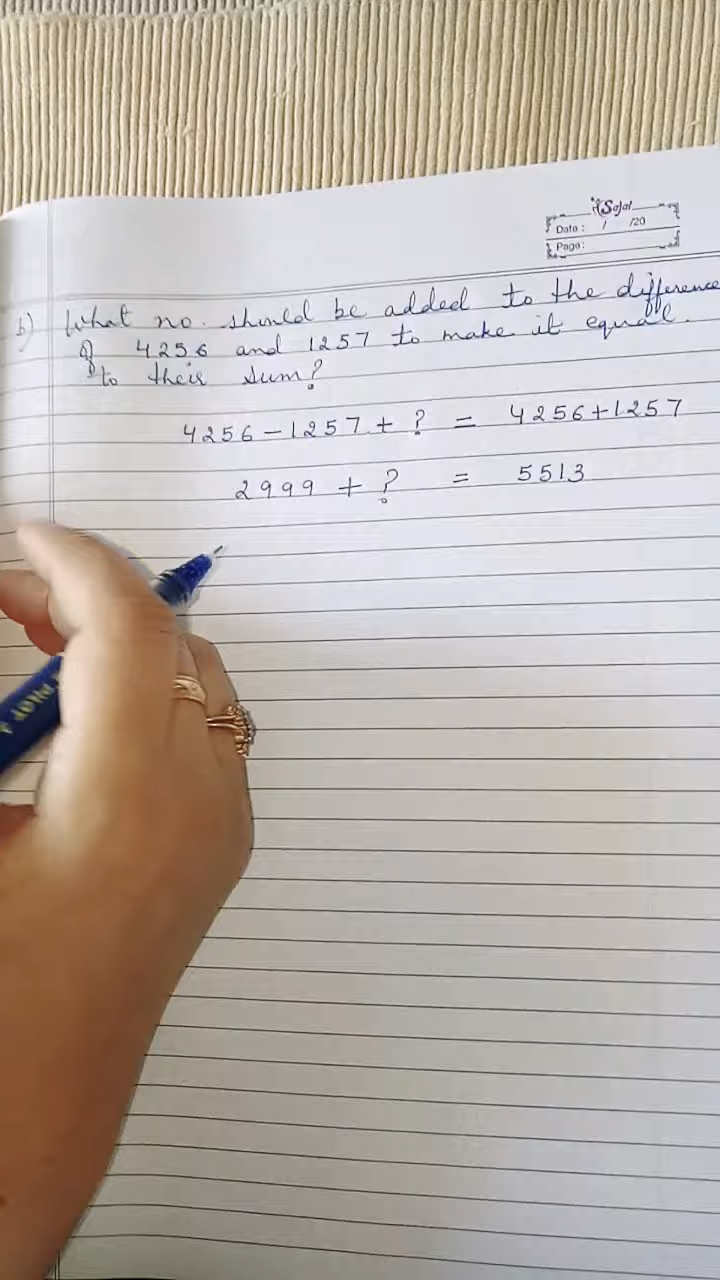 Sojal
Date : / /20
Page:
b) What no. should be added to the difference
of 4256 and 1257 to make it equal.
to their sum?
4256 - 1257 + ? = 4256+1257
2999 + ? = 5513
PILOT